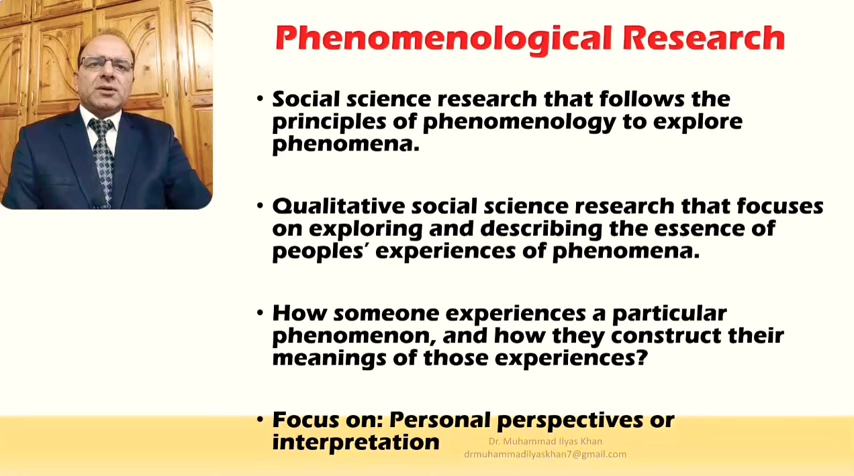 Phenomenological Research
• Social science research that follows the
principles of phenomenology to explore
phenomena.
• Qualitative social science research that focuses
on exploring and describing the essence of
peoples' experiences of phenomena.
• How someone experiences a particular
phenomenon, and how they construct their
meanings of those experiences?
• Focus on: Personal perspectives or
interpretation
Dr. Muhammad Ilyas Khan
drmuhammadilyaskhan7@gmail.com